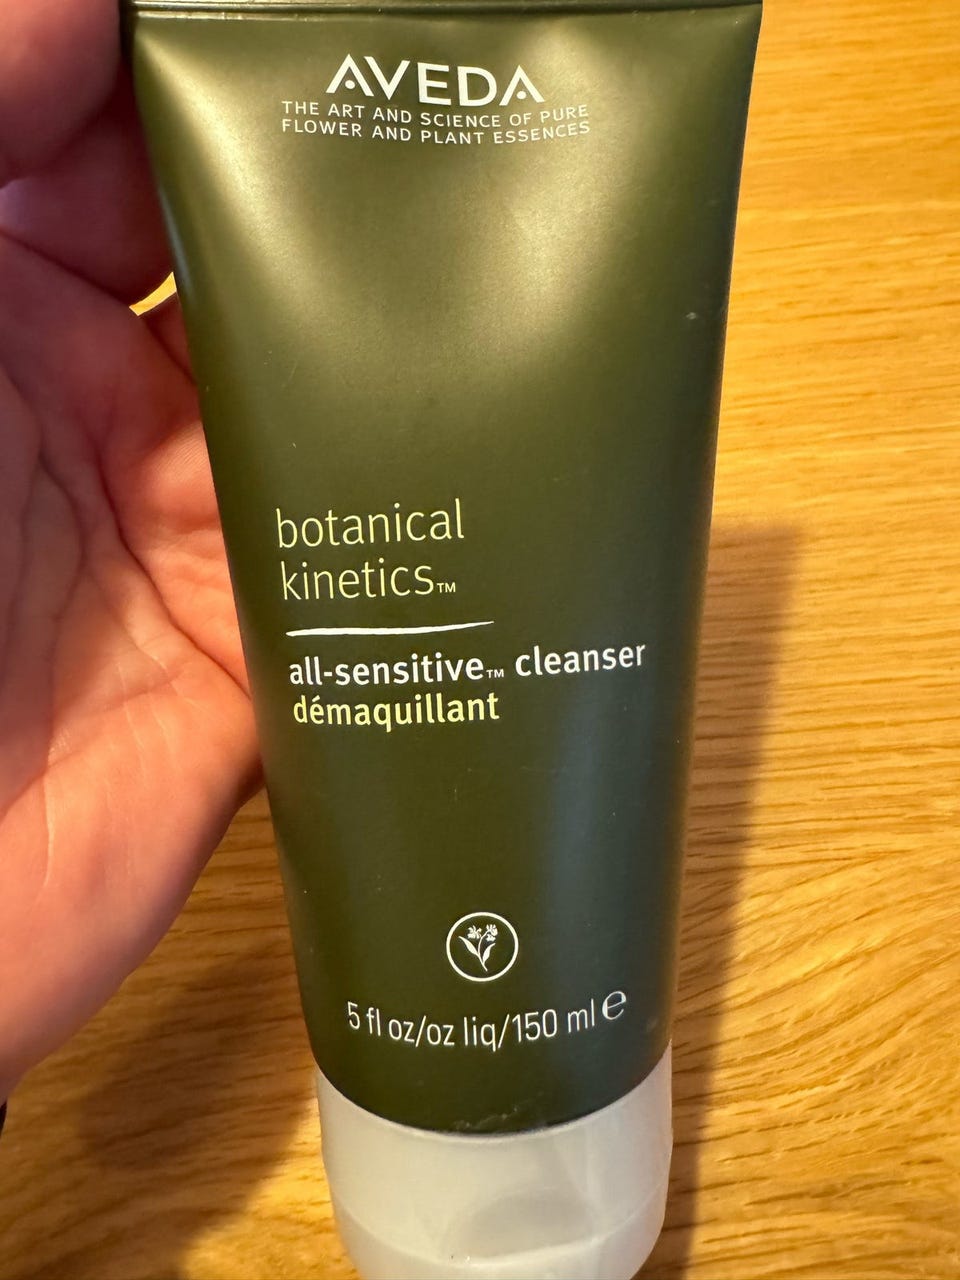 AVEDA
THE ART AND SCIENCE OF PURE
FLOWER AND PLANT ESSENCES
botanical
kinetics™
all-sensitive™ cleanser
démaquillant
5 fl oz/oz liq/150 ml ℮